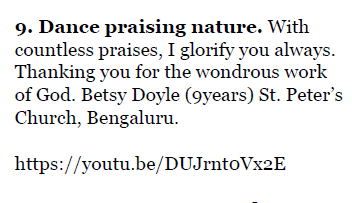 9. Dance praising nature. With
countless praises, I glorify you always.
Thanking you for the wondrous work
of God. Betsy Doyle (9years) St. Peter's
Church, Bengaluru.
https://youtu.be/DUJrnt0Vx2E